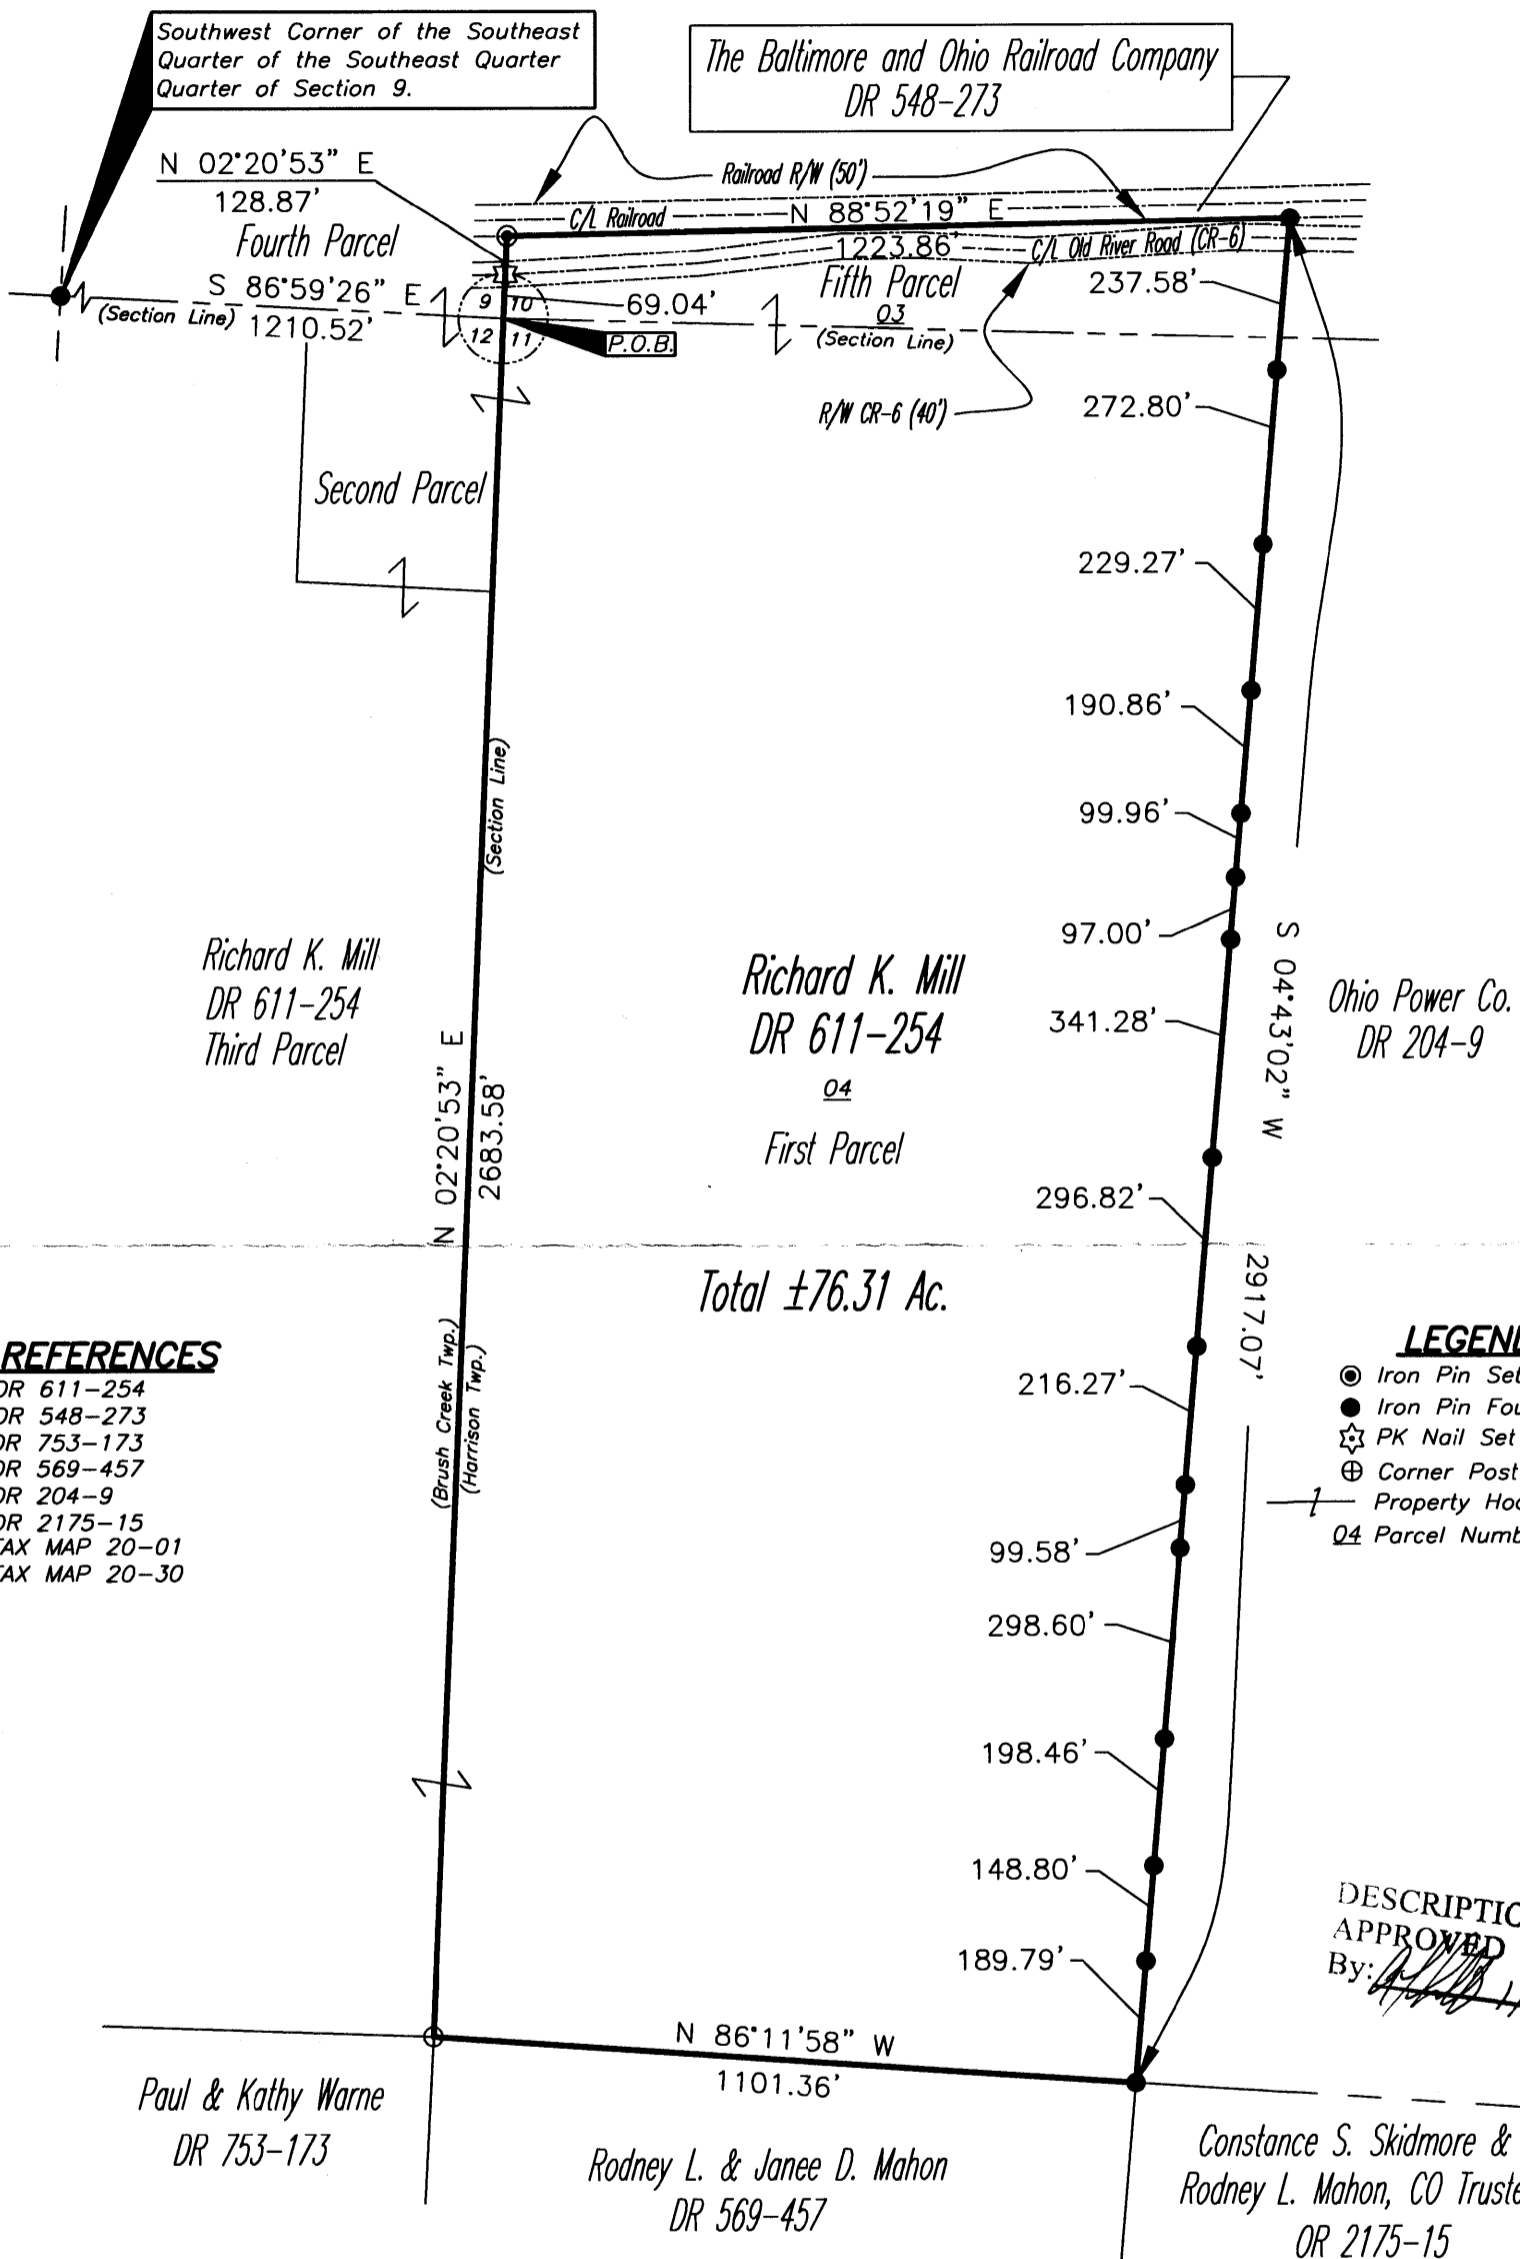 Southwest Corner of the Southeast
Quarter of the Southeast Quarter
Quarter of Section 9.
The Baltimore and Ohio Railroad Company
DR 548-273
N 02°20'53" E
128.87'
Fourth Parcel
Railroad R/W (50')
C/L Railroad
N 88°52'19" E
1223.86'
C/L Old River Road (CR-6)
S 86°59'26" E
(Section Line)
1210.52'
9 10
12 11
69.04'
P.O.B.
Fifth Parcel
03
(Section Line)
237.58'
R/W CR-6 (40')
272.80'
Second Parcel
229.27'
190.86'
99.96'
97.00'
341.28'
296.82'
216.27'
99.58'
298.60'
198.46'
148.80'
189.79'
(Section Line)
Richard K. Mill
DR 611-254
Third Parcel
N 02°20'53" E
2683.58'
Richard K. Mill
DR 611-254
04
First Parcel
S 04°43'02" W
2917.07'
Ohio Power Co.
DR 204-9
Total ±76.31 Ac.
(Brush Creek Twp.)
(Harrison Twp.)
REFERENCES
DR 611-254
DR 548-273
DR 753-173
DR 569-457
DR 204-9
OR 2175-15
TAX MAP 20-01
TAX MAP 20-30
LEGEND
Iron Pin Set
Iron Pin Fou
PK Nail Set
Corner Post
Property Hoo
04 Parcel Numb
DESCRIPTIO
APPROVED
By:
N 86°11'58" W
1101.36'
Paul & Kathy Warne
DR 753-173
Rodney L. & Janee D. Mahon
DR 569-457
Constance S. Skidmore &
Rodney L. Mahon, CO Truste
OR 2175-15